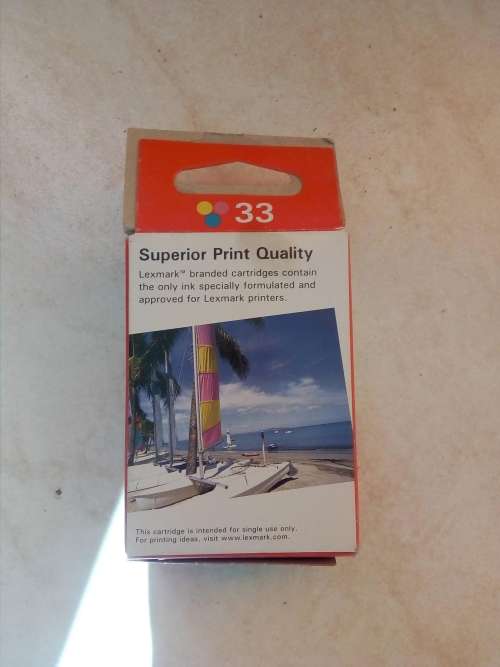 33
Superior Print Quality
Lexmark™ branded cartridges contain
the only ink specially formulated and
approved for Lexmark printers.
This cartridge is intended for single use only.
For printing ideas, visit www.lexmark.com.